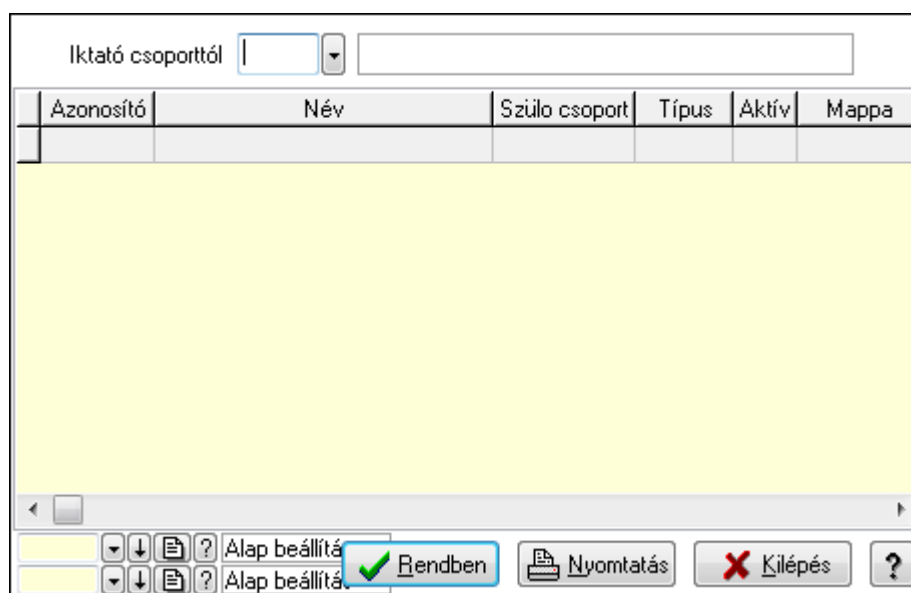 Iktató csoporttól
Azonosító Név Szülo csoport Típus Aktív Mappa
? Alap beállítá
? Alap beállítá
Rendben Nyomtatás Kilépés ?